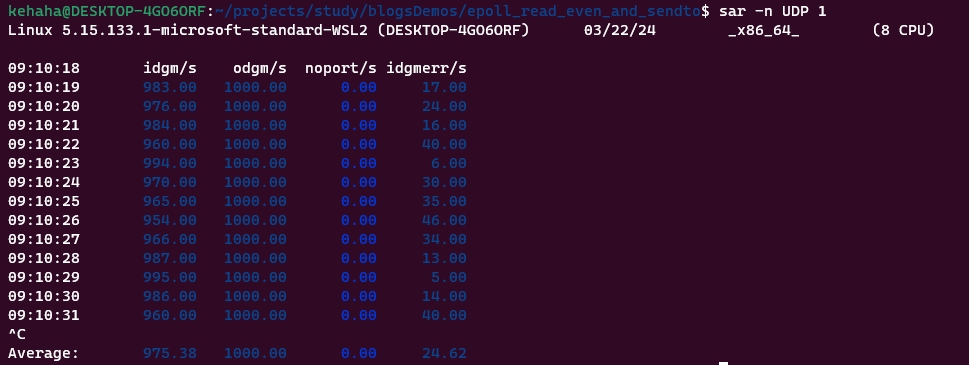 kehaha@DESKTOP-4GO6ORF:~/projects/study/blogsDemos/epoll_read_even_and_sendto$ sar -n UDP 1
Linux 5.15.133.1-microsoft-standard-WSL2 (DESKTOP-4GO6ORF) 03/22/24 _x86_64_ (8 CPU)
09:10:18 idgm/s odgm/s noport/s idgmerr/s
09:10:19 983.00 1000.00 0.00 17.00
09:10:20 976.00 1000.00 0.00 24.00
09:10:21 984.00 1000.00 0.00 16.00
09:10:22 960.00 1000.00 0.00 40.00
09:10:23 994.00 1000.00 0.00 6.00
09:10:24 970.00 1000.00 0.00 30.00
09:10:25 965.00 1000.00 0.00 35.00
09:10:26 954.00 1000.00 0.00 46.00
09:10:27 966.00 1000.00 0.00 34.00
09:10:28 987.00 1000.00 0.00 13.00
09:10:29 995.00 1000.00 0.00 5.00
09:10:30 986.00 1000.00 0.00 14.00
09:10:31 960.00 1000.00 0.00 40.00
^C
Average: 975.38 1000.00 0.00 24.62